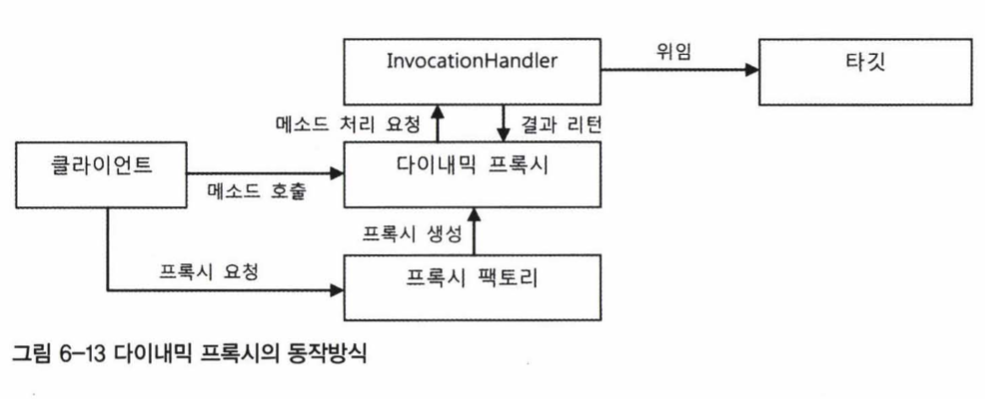 InvocationHandler
위임
타깃
메소드 처리 요청
결과 리턴
클라이언트
다이내믹 프록시
메소드 호출
프록시 생성
프록시 요청
프록시 팩토리
그림 6-13 다이내믹 프록시의 동작방식